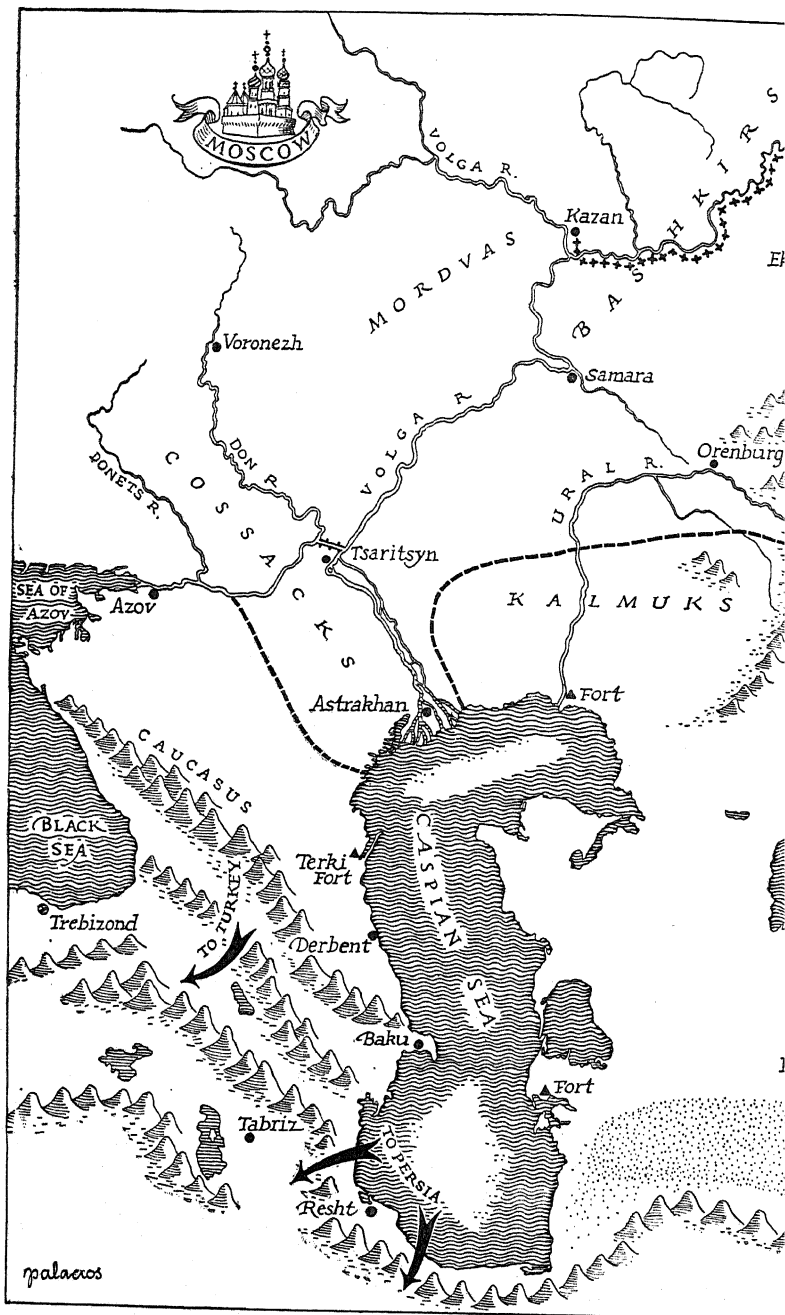 MOSCOW
VOLGA R.
Kazan
BASHKIRS
MORDVAS
Voronezh
Samara
VOLGA R
Orenburg
DON R.
DONETS R.
COSSACKS
URAL R.
Tsaritsyn
SEA OF
Azov
Azov
KALMUKS
Astrakhan
Fort
CAUCASUS
BLACK
SEA
CASPIAN SEA
Terki
Fort
TO TURKEY
Trebizond
Derbent
Baku
Fort
Tabriz
TO PERSIA
Resht
palacios